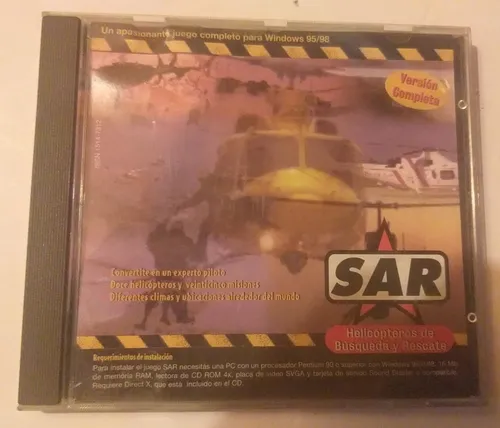 Un apasionante juego completo para Windows 95/98
Versión
Completa
Convertite en un experto piloto
Doce helicópteros y veinticinco misiones
Diferentes climas y ubicaciones alrededor del mundo
SAR
Helicópteros de
Búsqueda y Rescate
Requerimientos de instalación
Para instalar el juego SAR necesitás una PC con un procesador Pentium 90 o superior con Windows 95/98, 16 Mb
de memoria RAM, lectora de CD ROM 4x, placa de video SVGA y tarjeta de sonido Sound Blaster o compatible.
Requiere Direct X, que está incluido en el CD.